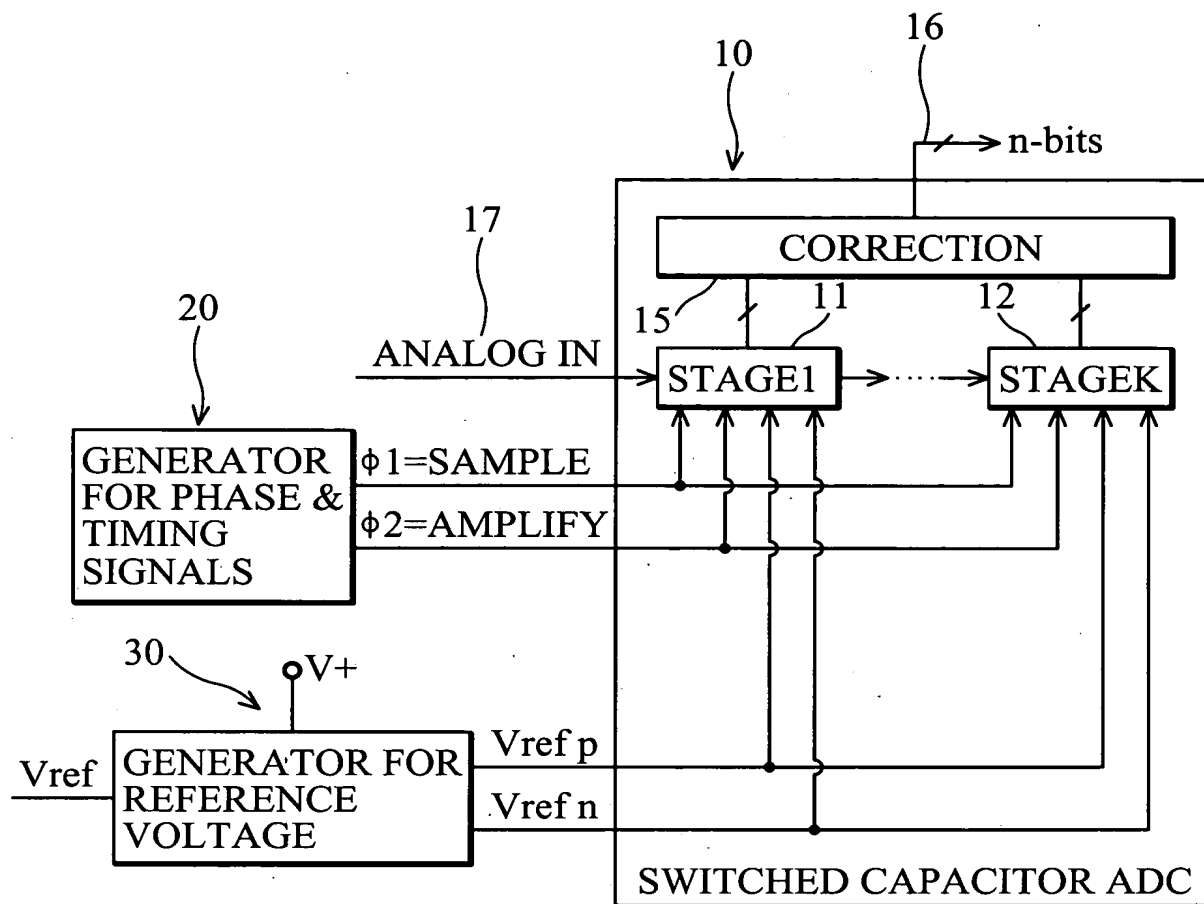 16
10
n-bits
CORRECTION
17
15
11
12
20
ANALOG IN
STAGE1
STAGEK
GENERATOR
FOR PHASE &
TIMING
SIGNALS
ϕ1=SAMPLE
ϕ2=AMPLIFY
30
V+
Vref
GENERATOR FOR
REFERENCE
VOLTAGE
Vref p
Vref n
SWITCHED CAPACITOR ADC